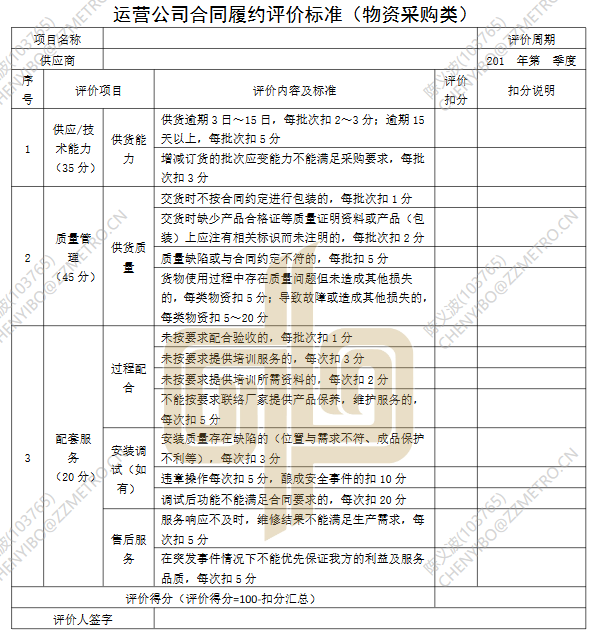 运营公司合同履约评价标准（物资采购类）
项目名称 评价周期
供应商 201 年第 季度
序号 评价项目 评价内容及标准 评价扣分 扣分说明
1 供应/技术能力（35分） 供货能力
供货逾期3日～15日，每批次扣2～3分；逾期15
天以上，每批次扣5分
增减订货的批次应变能力不能满足采购要求，每批
次扣3分
2 质量管理（45分） 供货质量
交货时不按合同约定进行包装的，每批次扣1分
交货时缺少产品合格证等质量证明资料或产品（包
装）上应注有相关标识而未注明的，每批次扣2分
质量缺陷或与合同约定不符的，每批扣5分
货物使用过程中存在质量问题但未造成其他损失
的，每类物资扣5分；导致故障或造成其他损失的，
每类物资扣5～20分
3 配套服务（20分） 过程配合
未按要求配合验收的，每批次扣1分
未按要求提供培训服务的，每次扣3分
未按要求提供培训所需资料的，每次扣2分
不能按要求联络厂家提供产品保养，维护服务的，
每次扣5分
安装调试（如有）
安装质量存在缺陷的（位置与需求不符、成品保护
不利等），每次扣3分
违章操作每次扣5分，酿成安全事件的扣10分
调试后功能不能满足合同要求的，每次扣20分
售后服务
服务响应不及时，维修结果不能满足生产需求，每
次扣5分
在突发事件情况下不能优先保证我方的利益及服务
品质，每次扣5分
评价得分（评价得分=100-扣分汇总）
评价人签字
陈义波(103765)
CHENYIBO@ZZMETRO.CN
陈义波(103765)
CHENYIBO@ZZMETRO.CN
陈义波(103765)
CHENYIBO@ZZMETRO.CN